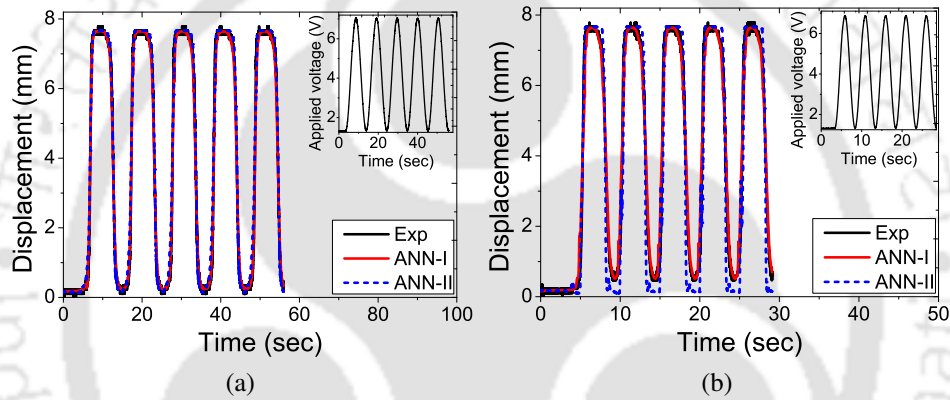 8
6
4
2
0
Displacement (mm)
0 20 40 60 80 100
Time (sec)
Applied voltage (V)
6
4
2
0 20 40
Time (sec)
Exp
ANN-I
ANN-II
(a)
8
6
4
2
0
Displacement (mm)
0 10 20 30 40 50
Time (sec)
Applied voltage (V)
6
4
2
0 10 20
Time (sec)
Exp
ANN-I
ANN-II
(b)